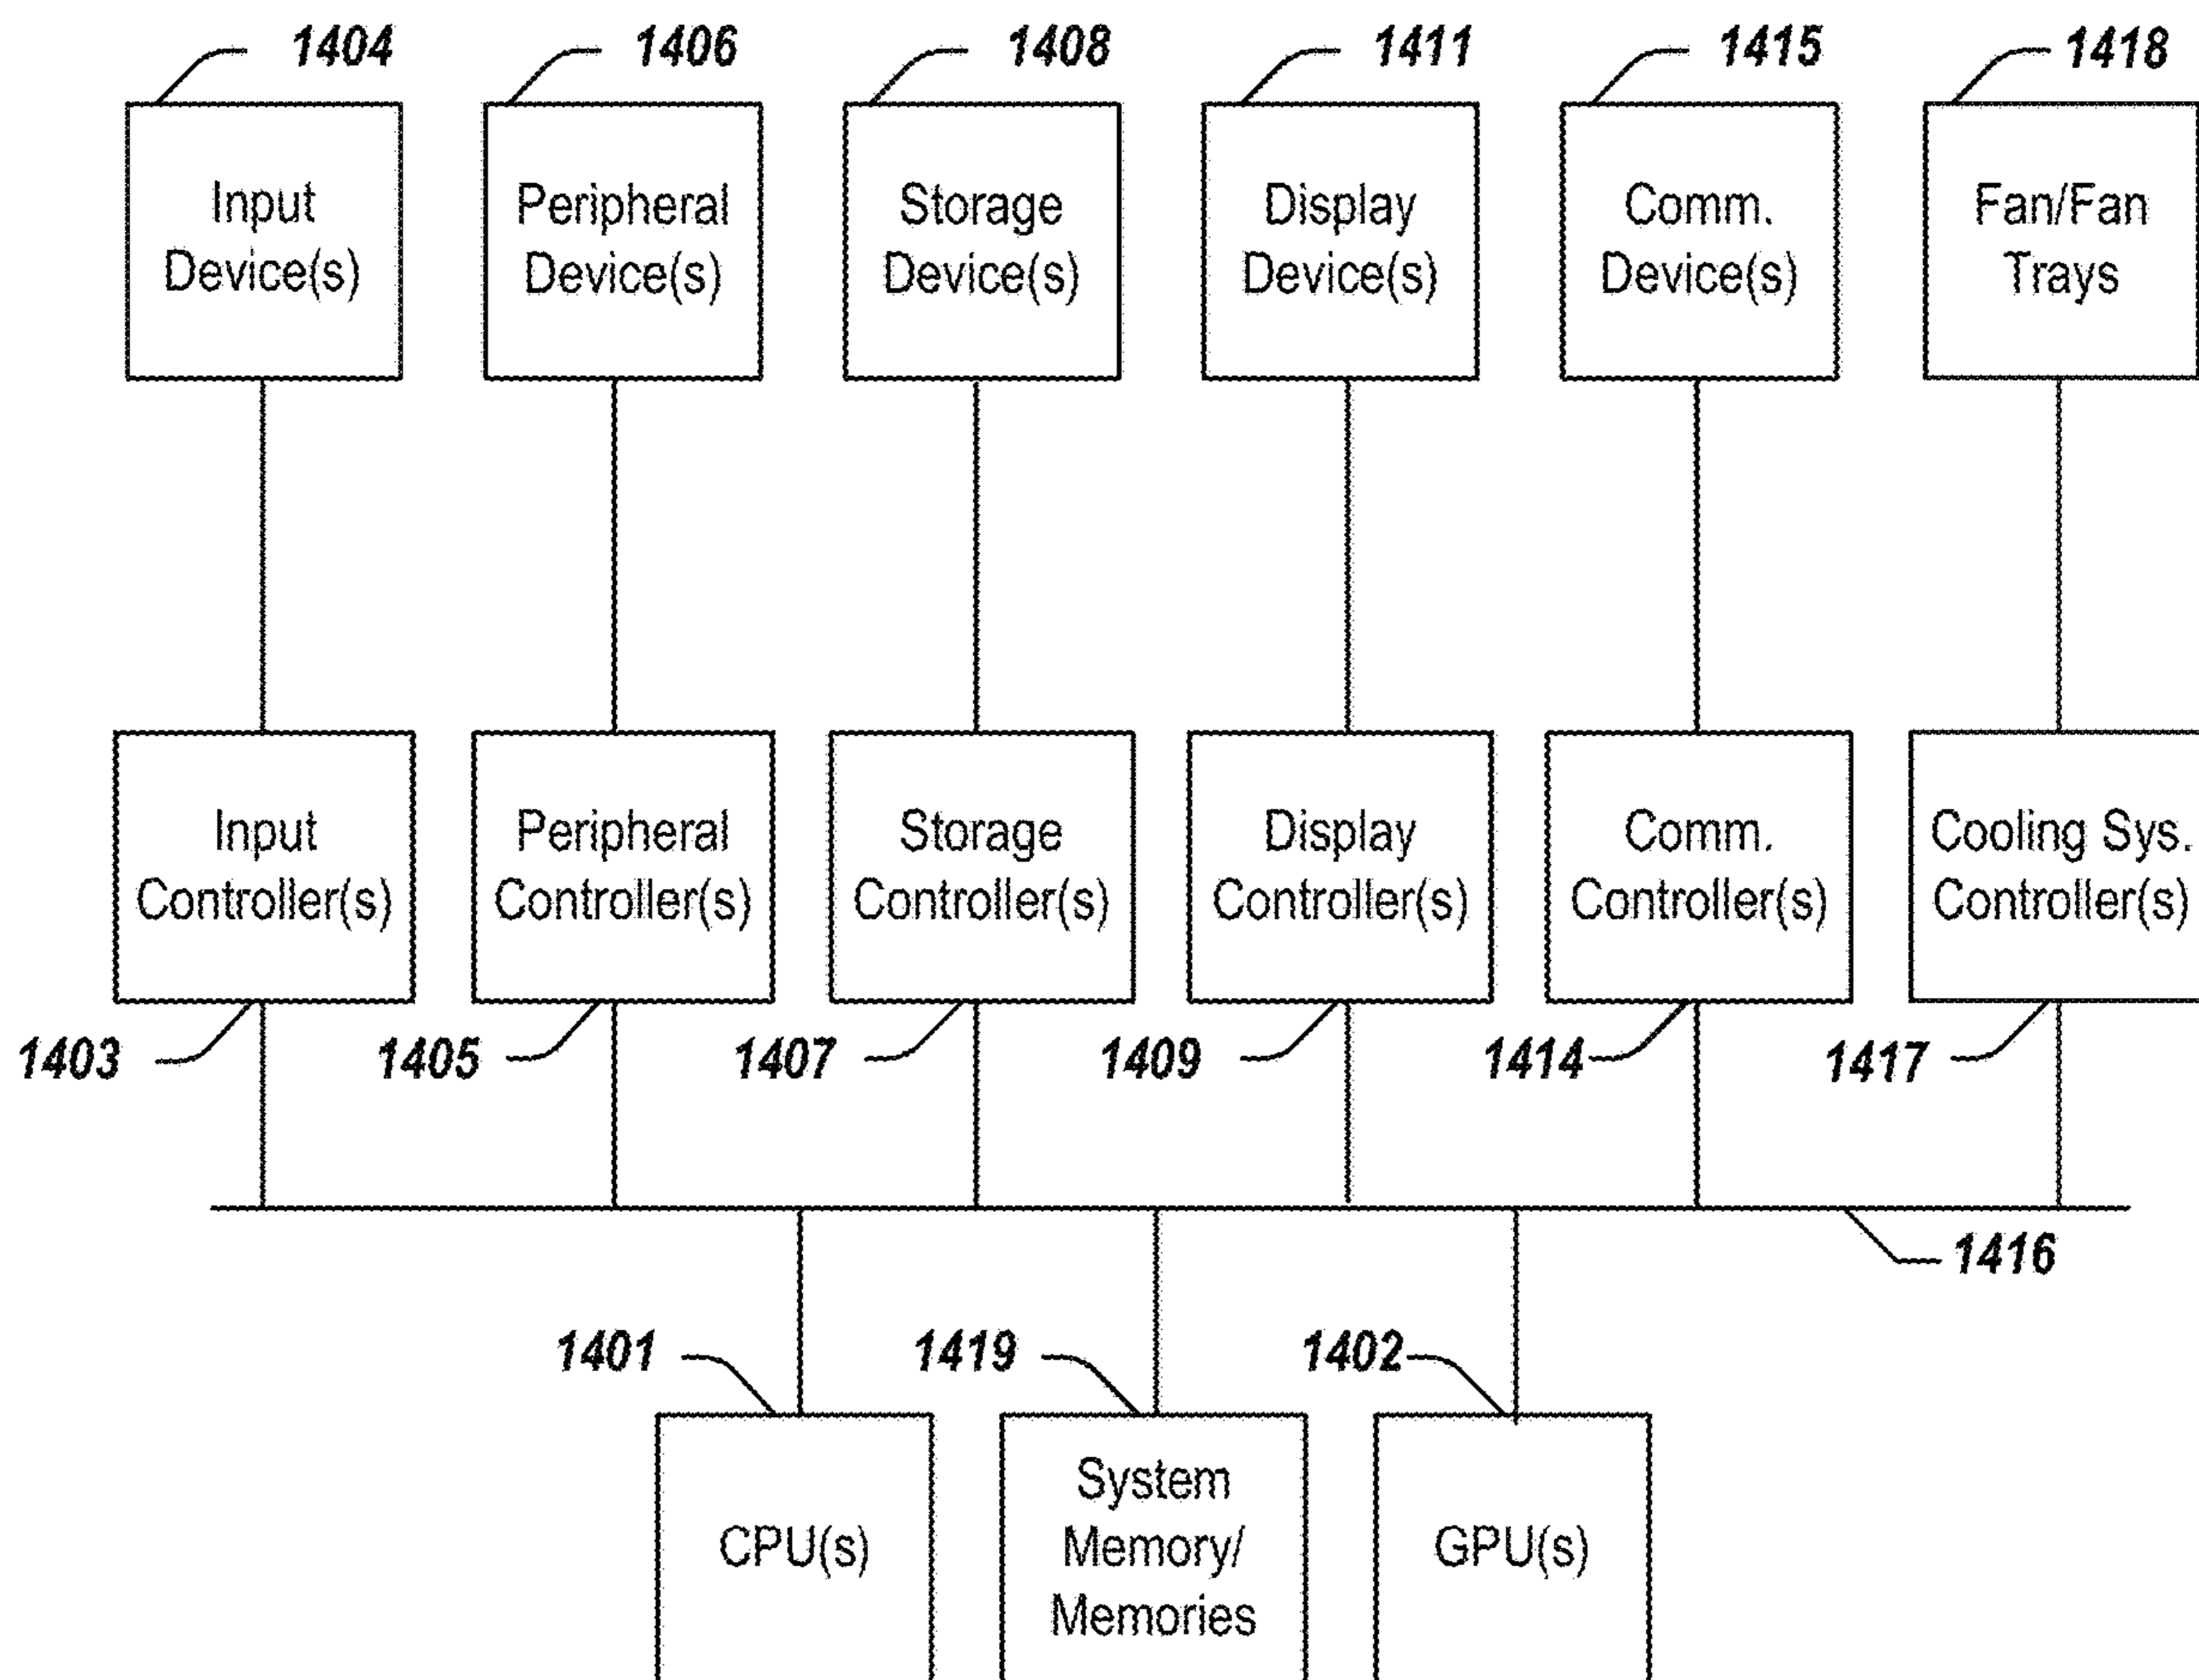 1404 1406 1408 1411 1415 1418
Input Device(s)
Peripheral Device(s)
Storage Device(s)
Display Device(s)
Comm. Device(s)
Fan/Fan Trays
Input Controller(s)
Peripheral Controller(s)
Storage Controller(s)
Display Controller(s)
Comm. Controller(s)
Cooling Sys. Controller(s)
1403 1405 1407 1409 1414 1417
1416
1401 1419 1402
CPU(s)
System Memory/ Memories
GPU(s)